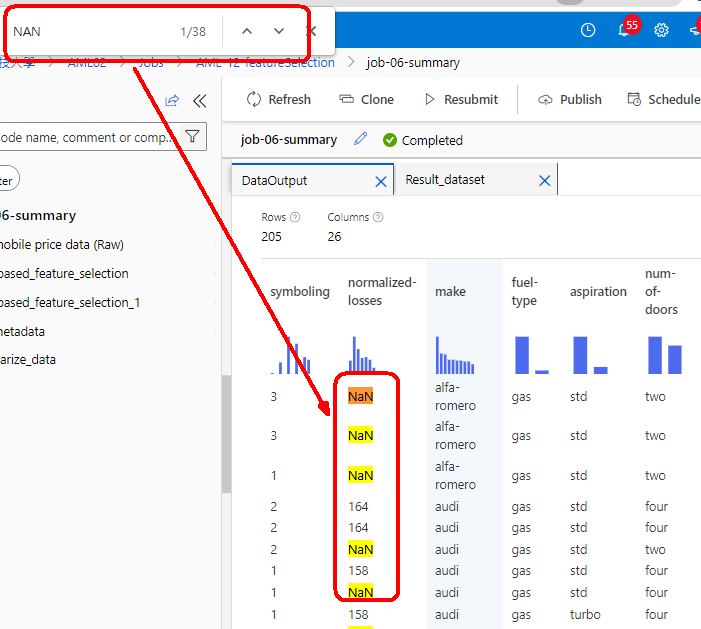 NAN 1/38
55
AML02 > Jobs > AML-12-featureSelection > job-06-summary
Refresh Clone Resubmit Publish Schedule
ode name, comment or comp...
job-06-summary Completed
ter
DataOutput Result_dataset
06-summary
Rows Columns
205 26
mobile price data (Raw)
based_feature_selection
based_feature_selection_1
metadata
arize_data
symboling normalized-losses make fuel-type aspiration num-of-doors
3 NaN alfa-romero gas std two
3 NaN alfa-romero gas std two
1 NaN alfa-romero gas std two
2 164 audi gas std four
2 164 audi gas std four
2 NaN audi gas std two
1 158 audi gas std four
1 NaN audi gas std four
1 158 audi gas turbo four